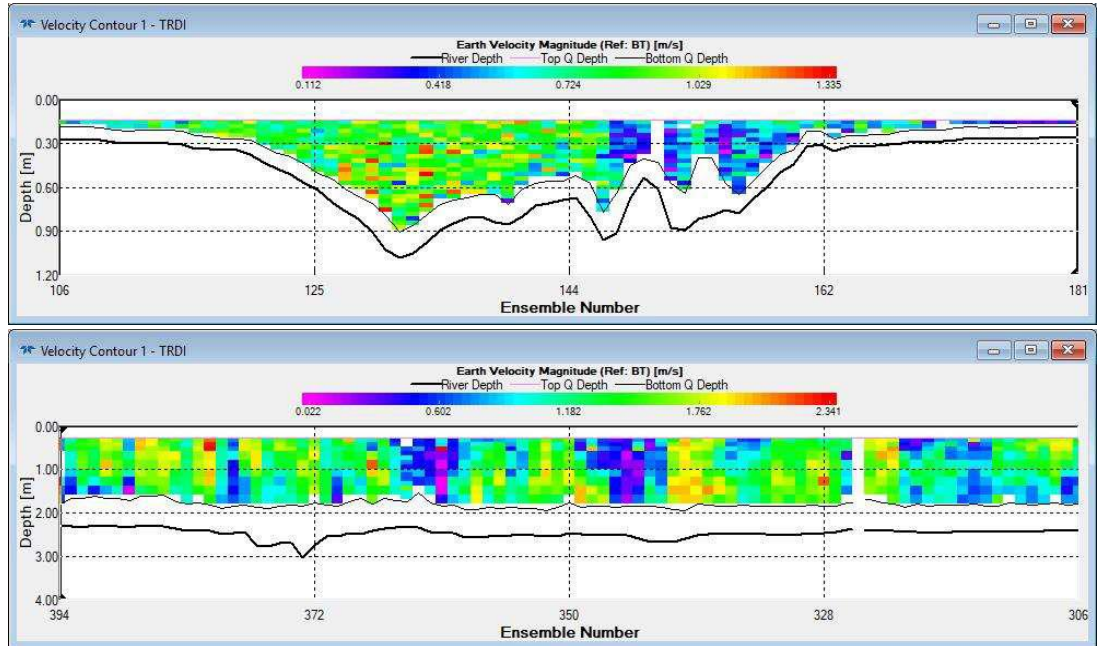 Velocity Contour 1 - TRDI
Earth Velocity Magnitude (Ref: BT) [m/s]
River Depth Top Q Depth Bottom Q Depth
0.112 0.418 0.724 1.029 1.335
0.00
0.30
0.60
0.90
1.20
Depth [m]
106 125 144 162 181
Ensemble Number
Velocity Contour 1 - TRDI
Earth Velocity Magnitude (Ref: BT) [m/s]
River Depth Top Q Depth Bottom Q Depth
0.022 0.602 1.182 1.762 2.341
0.00
1.00
2.00
3.00
4.00
Depth [m]
394 372 350 328 306
Ensemble Number